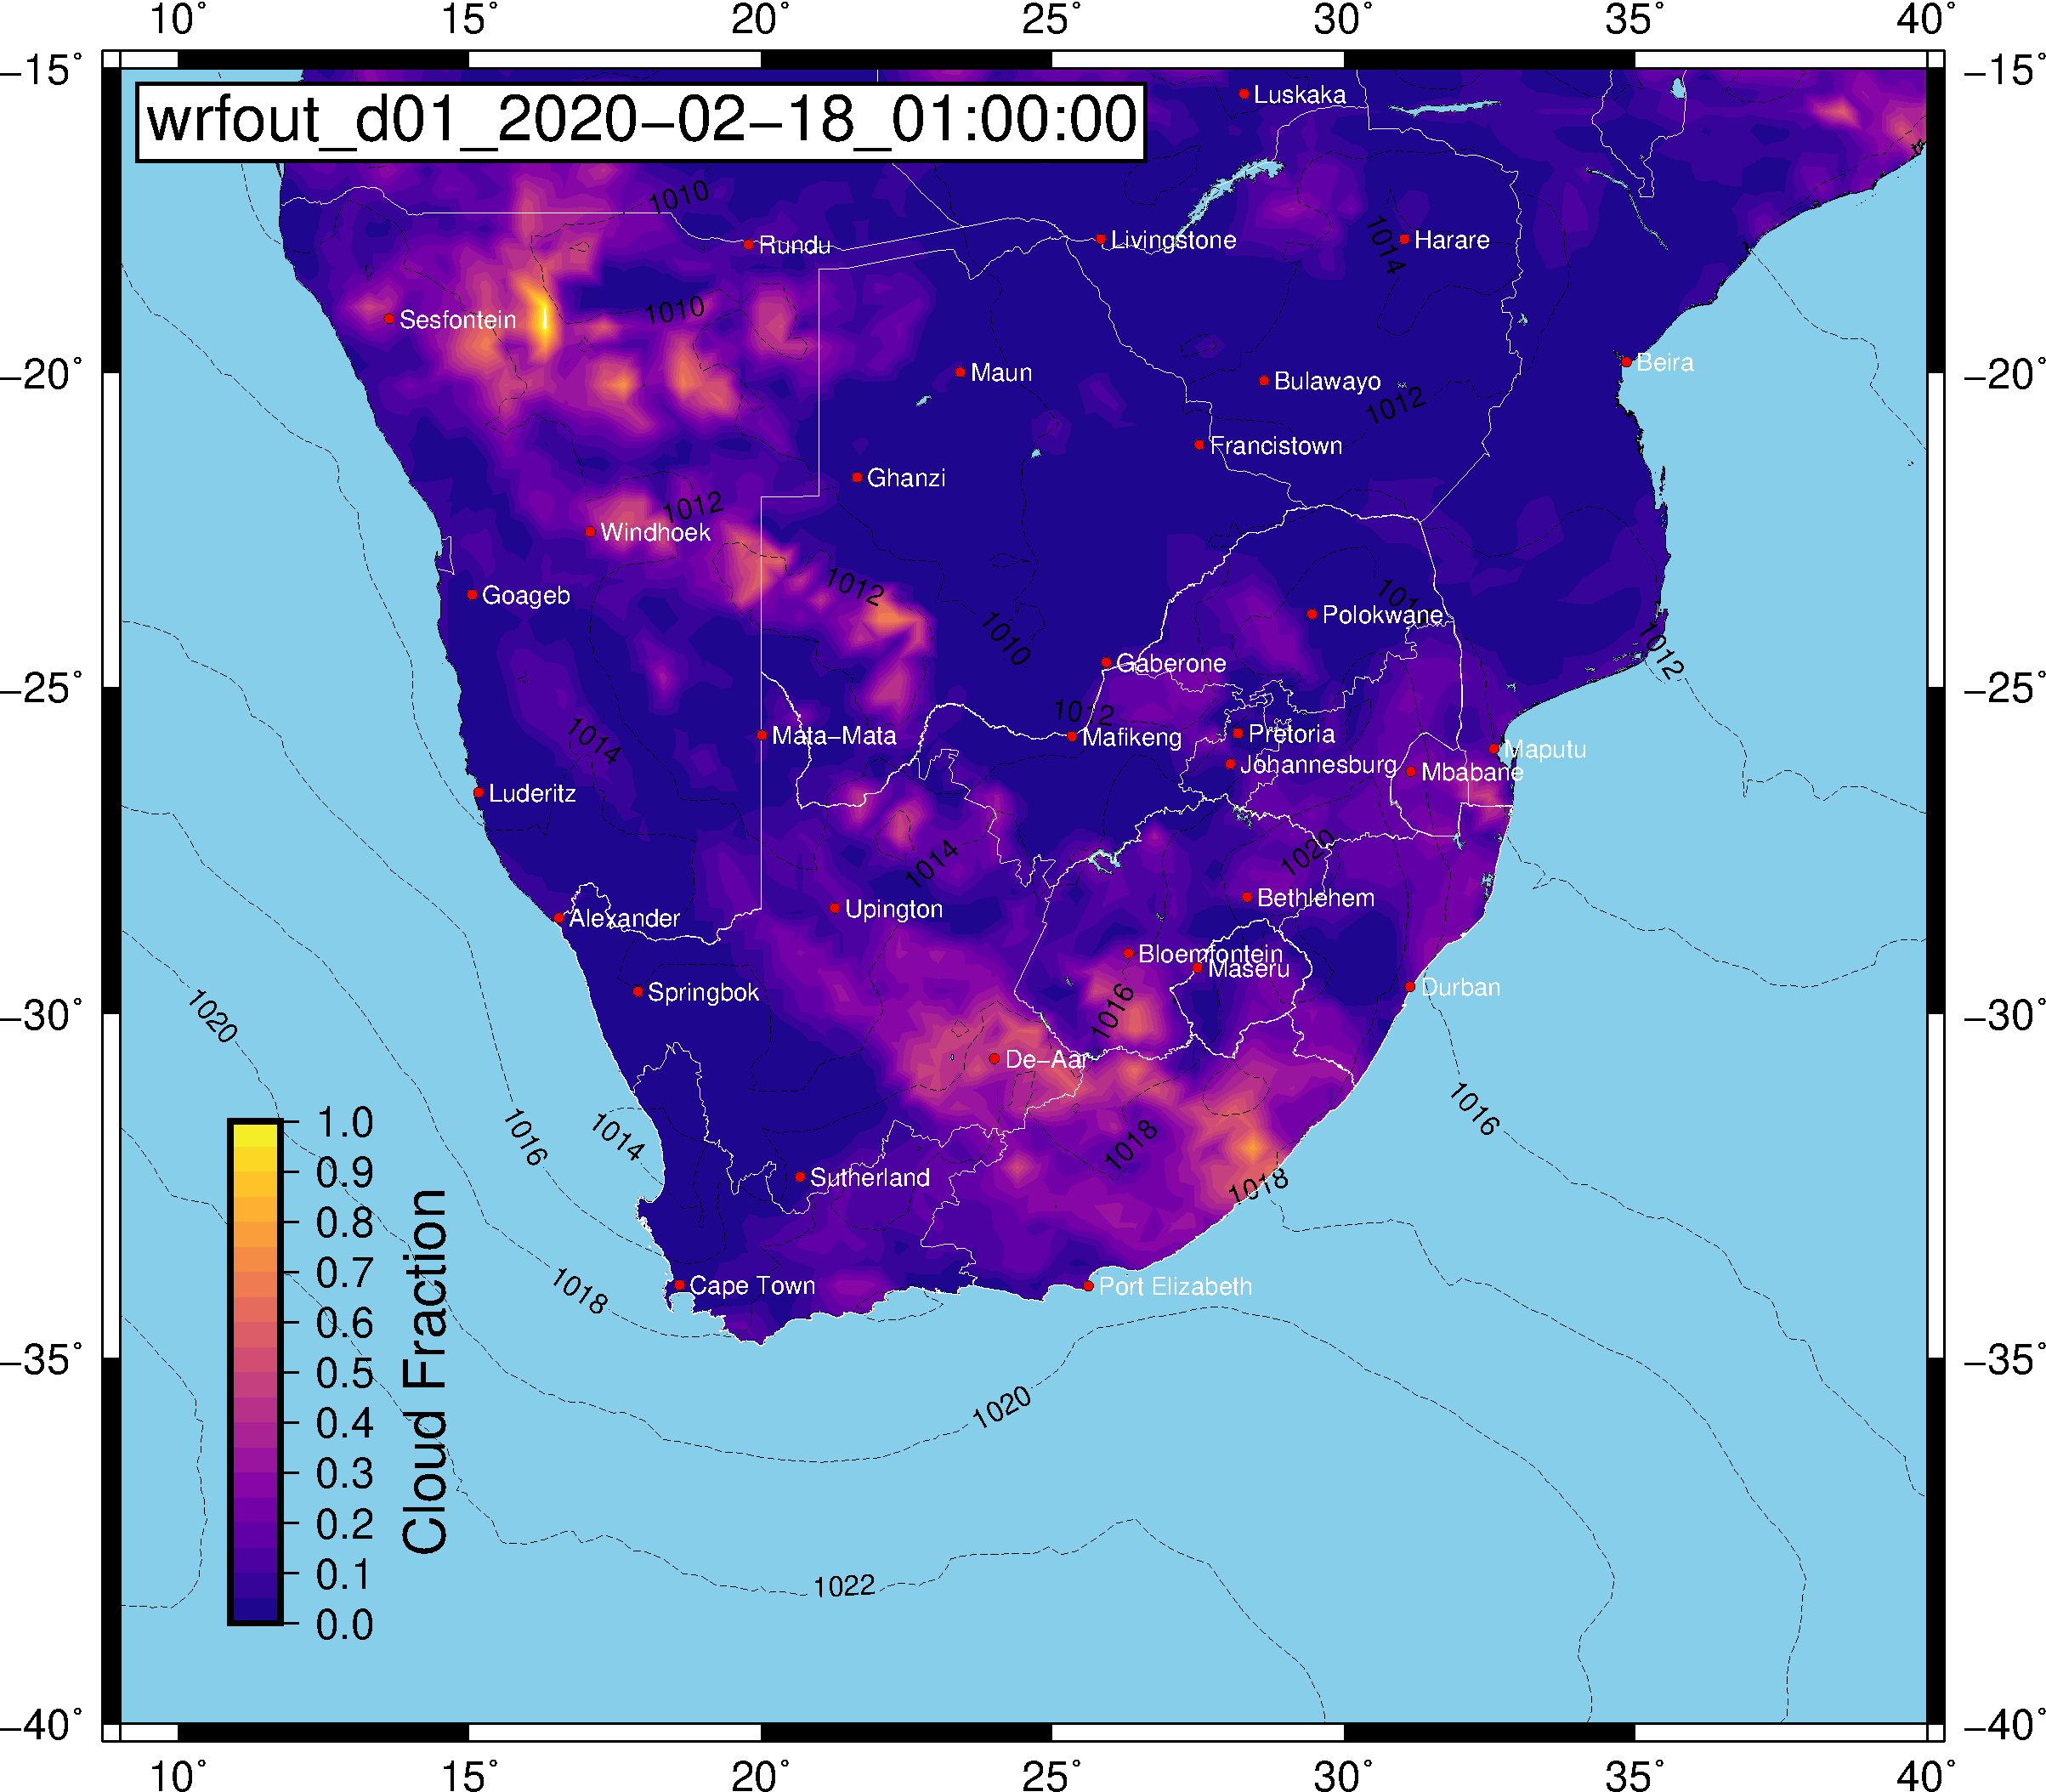 10° 15° 20° 25° 30° 35° 40°
−15° −15°
wrfout_d01_2020−02−18_01:00:00
Luskaka
1010
1014
Rundu
Livingstone
Harare
1010
Sesfontein
Beira
Maun
−20° −20°
Bulawayo
1012
Francistown
Ghanzi
1012
Windhoek
1012
Goageb
Polokwane
1010
1012
Gaberone
−25° −25°
1012
1014
Mata−Mata
Mafikeng
Pretoria
Maputu
Johannesburg
Mbabane
Luderitz
1020
1014
Bethlehem
Upington
Alexander
Bloemfontein
Maseru
Springbok
Durban
1020
1016
−30° −30°
De−Aar
1016
1016
1014
1018
Sutherland
1018
Cape Town
Port Elizabeth
1018
−35° −35°
1020
1022
1.0
0.9
0.8
0.7
0.6
0.5
0.4
0.3
0.2
0.1
0.0
Cloud Fraction
−40° −40°
10° 15° 20° 25° 30° 35° 40°